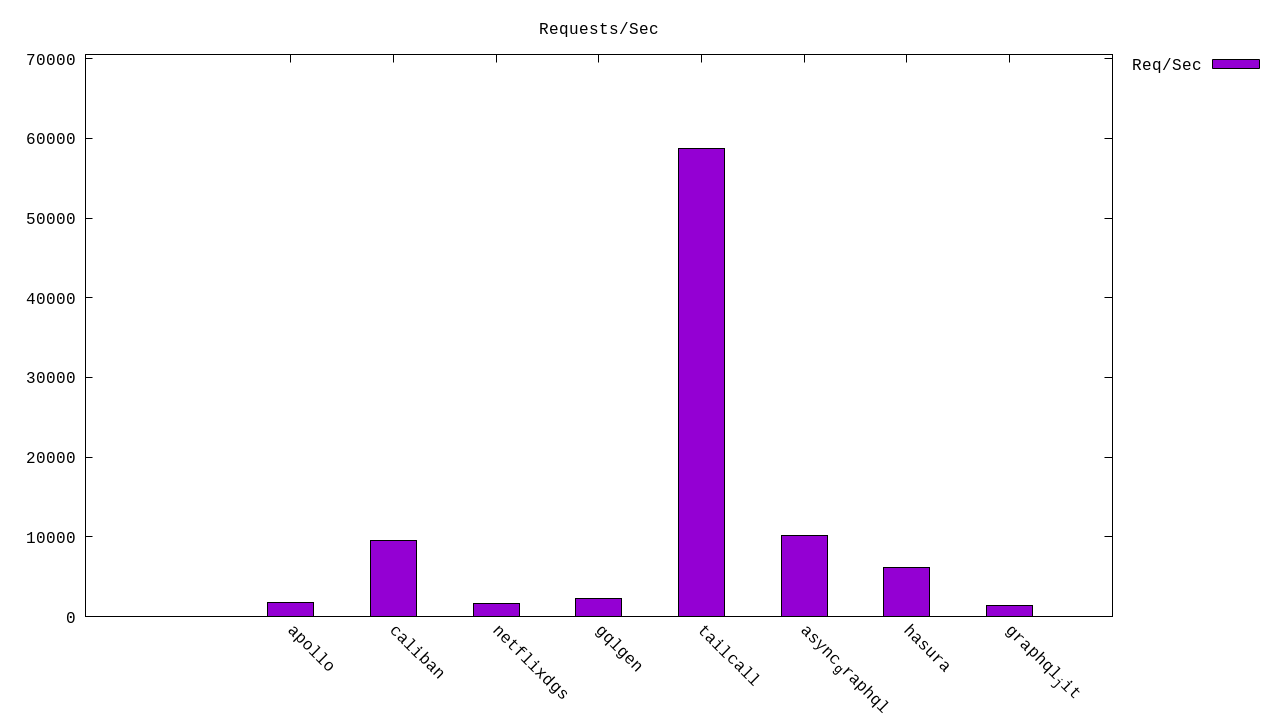 Requests/Sec
Req/Sec
70000
60000
50000
40000
30000
20000
10000
0
apollo
caliban
netflixdgs
gqlgen
tailcall
async_graphql
hasura
graphql_jit